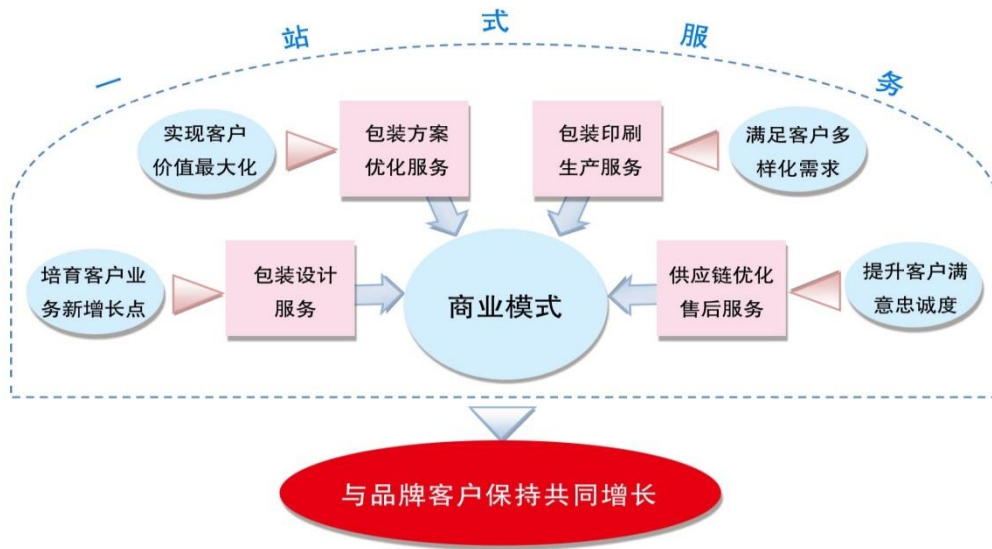 一站式服务
实现客户
价值最大化
包装方案
优化服务
包装印刷
生产服务
满足客户多
样化需求
培育客户业
务新增长点
包装设计
服务
商业模式
供应链优化
售后服务
提升客户满
意忠诚度
与品牌客户保持共同增长